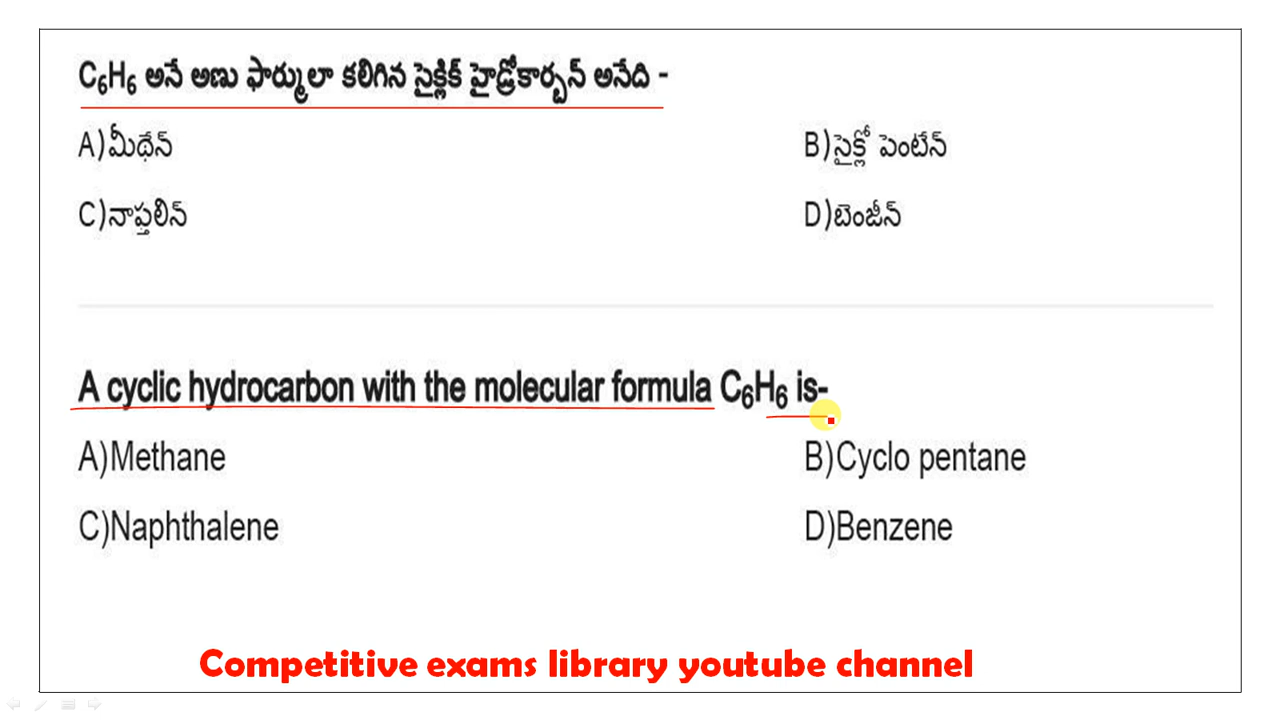 C₆H₆ అనే అణు ఫార్ములా కలిగిన సైక్లిక్ హైడ్రోకార్బన్ అనేది -
A)మీథేన్ B)సైక్లో పెంటేన్
C)నాఫ్తలిన్ D)బెంజీన్
A cyclic hydrocarbon with the molecular formula C₆H₆ is-
A)Methane B)Cyclo pentane
C)Naphthalene D)Benzene
Competitive exams library youtube channel